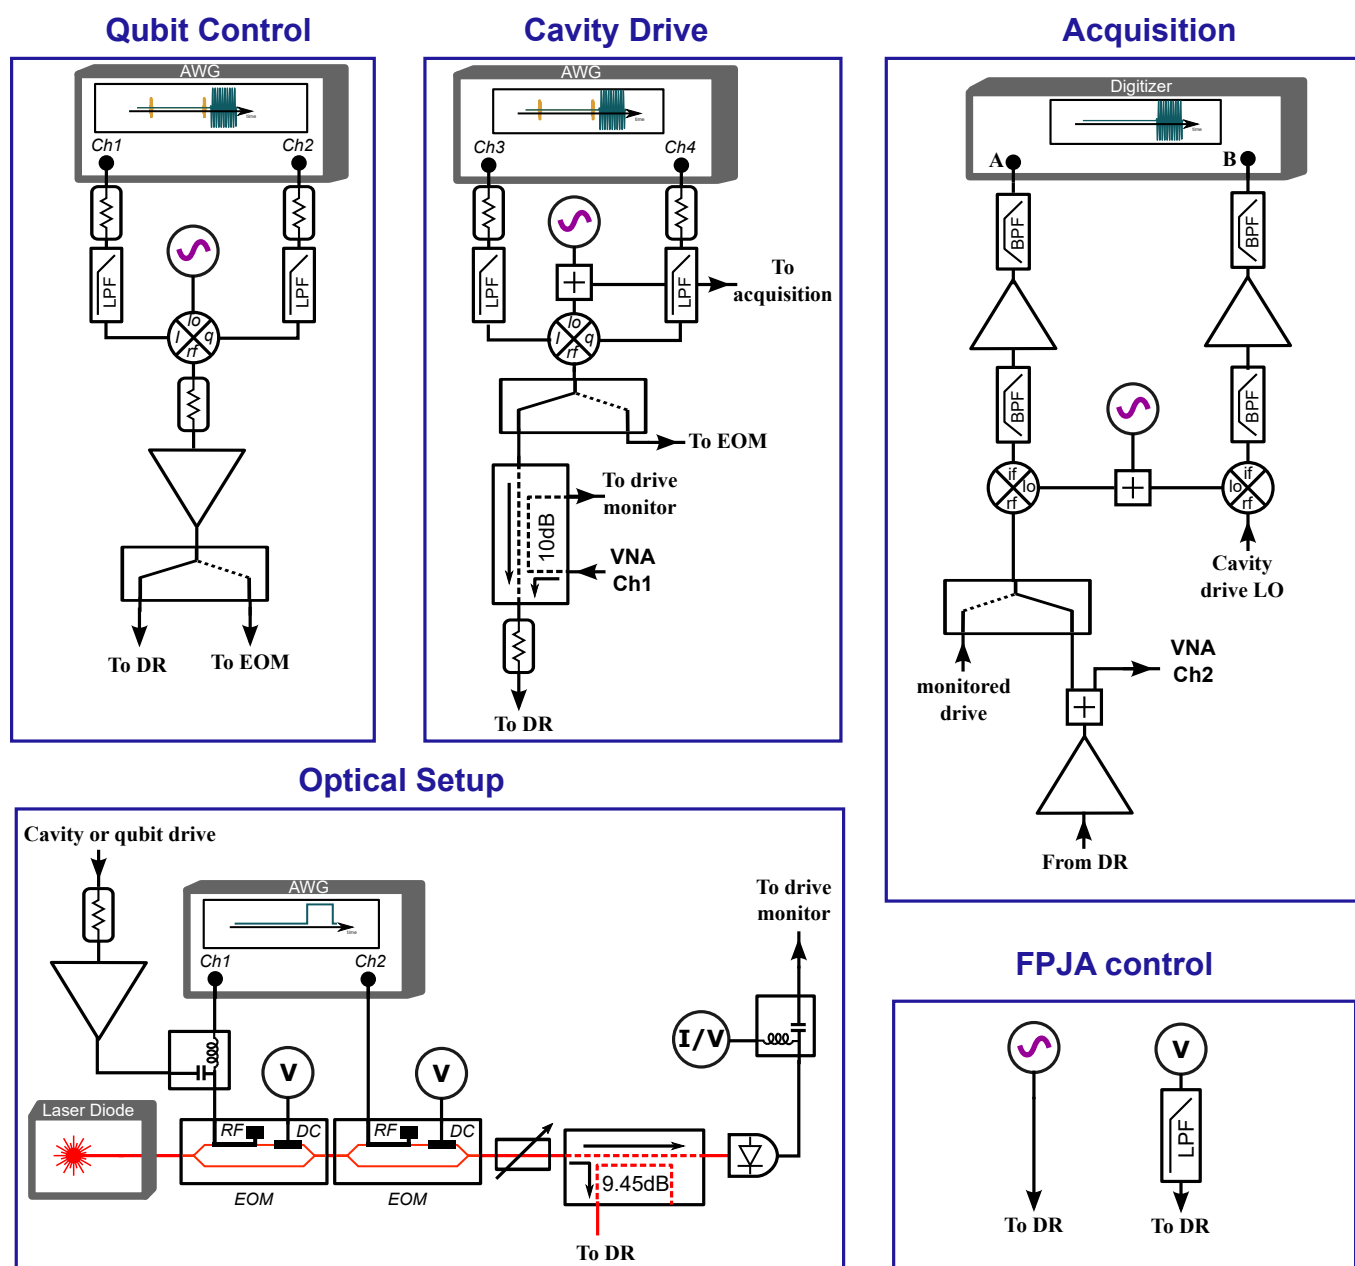 Qubit Control
AWG
time
Ch1
Ch2
LPF
LPF
lo
I
q
rf
To DR
To EOM
Cavity Drive
AWG
time
Ch3
Ch4
LPF
LPF
To
acquisition
lo
I
q
rf
To EOM
To drive
monitor
10dB
VNA
Ch1
To DR
Acquisition
Digitizer
time
A
B
BPF
BPF
BPF
BPF
if
lo
rf
if
lo
rf
Cavity
drive LO
monitored
drive
VNA
Ch2
From DR
Optical Setup
Cavity or qubit drive
AWG
time
Ch1
Ch2
To drive
monitor
I/V
V
V
Laser Diode
RF
DC
RF
DC
EOM
EOM
9.45dB
To DR
FPJA control
V
LPF
To DR
To DR